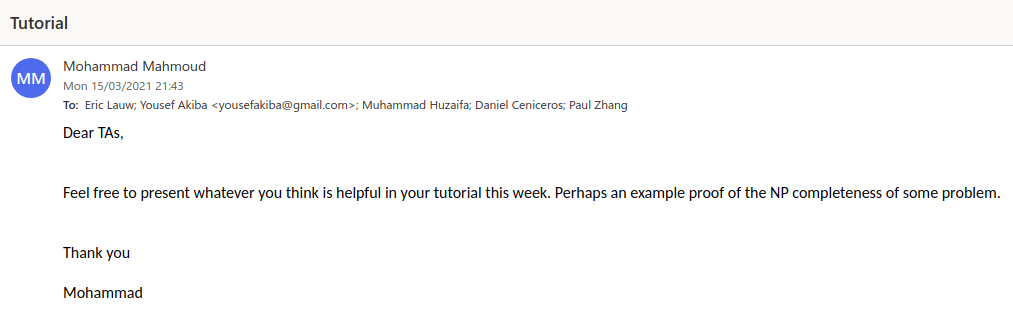 Tutorial
MM
Mohammad Mahmoud
Mon 15/03/2021 21:43
To: Eric Lauw; Yousef Akiba <yousefakiba@gmail.com>; Muhammad Huzaifa; Daniel Ceniceros; Paul Zhang
Dear TAs,
Feel free to present whatever you think is helpful in your tutorial this week. Perhaps an example proof of the NP completeness of some problem.
Thank you
Mohammad